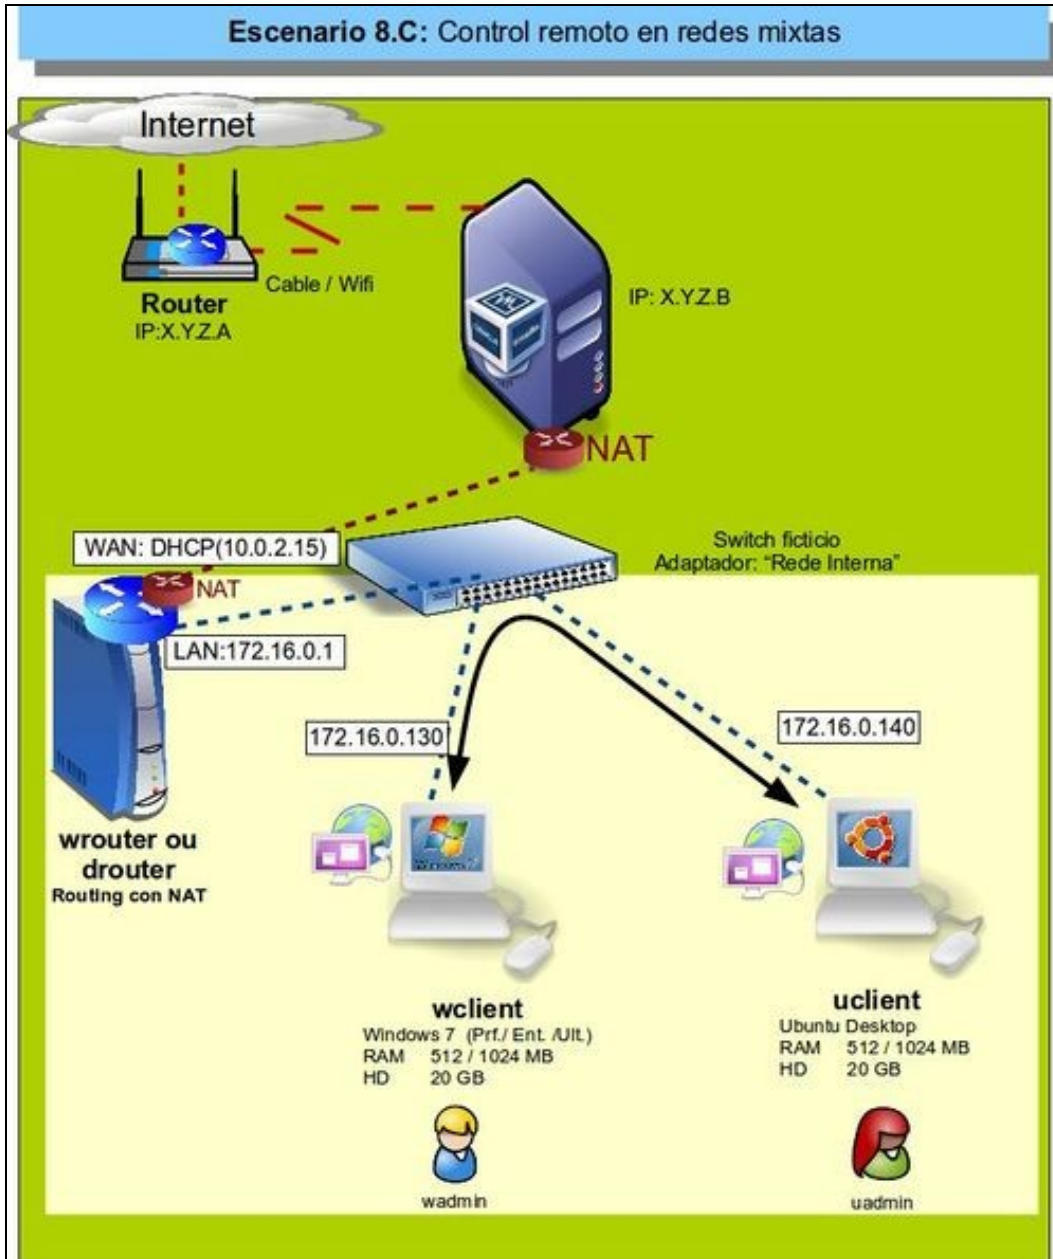 Escenario 8.C: Control remoto en redes mixtas
Internet
Cable / Wifi
Router
IP:X.Y.Z.A
IP: X.Y.Z.B
NAT
WAN: DHCP(10.0.2.15)
Switch ficticio
Adaptador: "Rede Interna"
NAT
LAN:172.16.0.1
172.16.0.130
172.16.0.140
wrouter ou
drouter
Routing con NAT
wclient
Windows 7 (Prf./ Ent. /Ult.)
RAM 512 / 1024 MB
HD 20 GB
uclient
Ubuntu Desktop
RAM 512 / 1024 MB
HD 20 GB
wadmin
uadmin